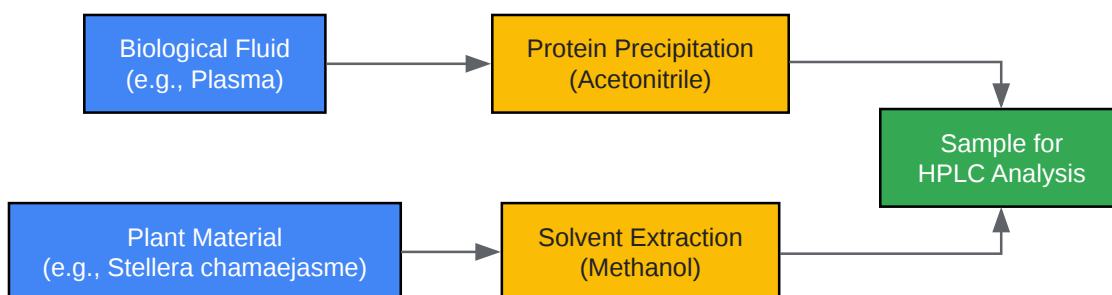 Biological Fluid
(e.g., Plasma)
Protein Precipitation
(Acetonitrile)
Sample for
HPLC Analysis
Plant Material
(e.g., Stellera chamaejasme)
Solvent Extraction
(Methanol)